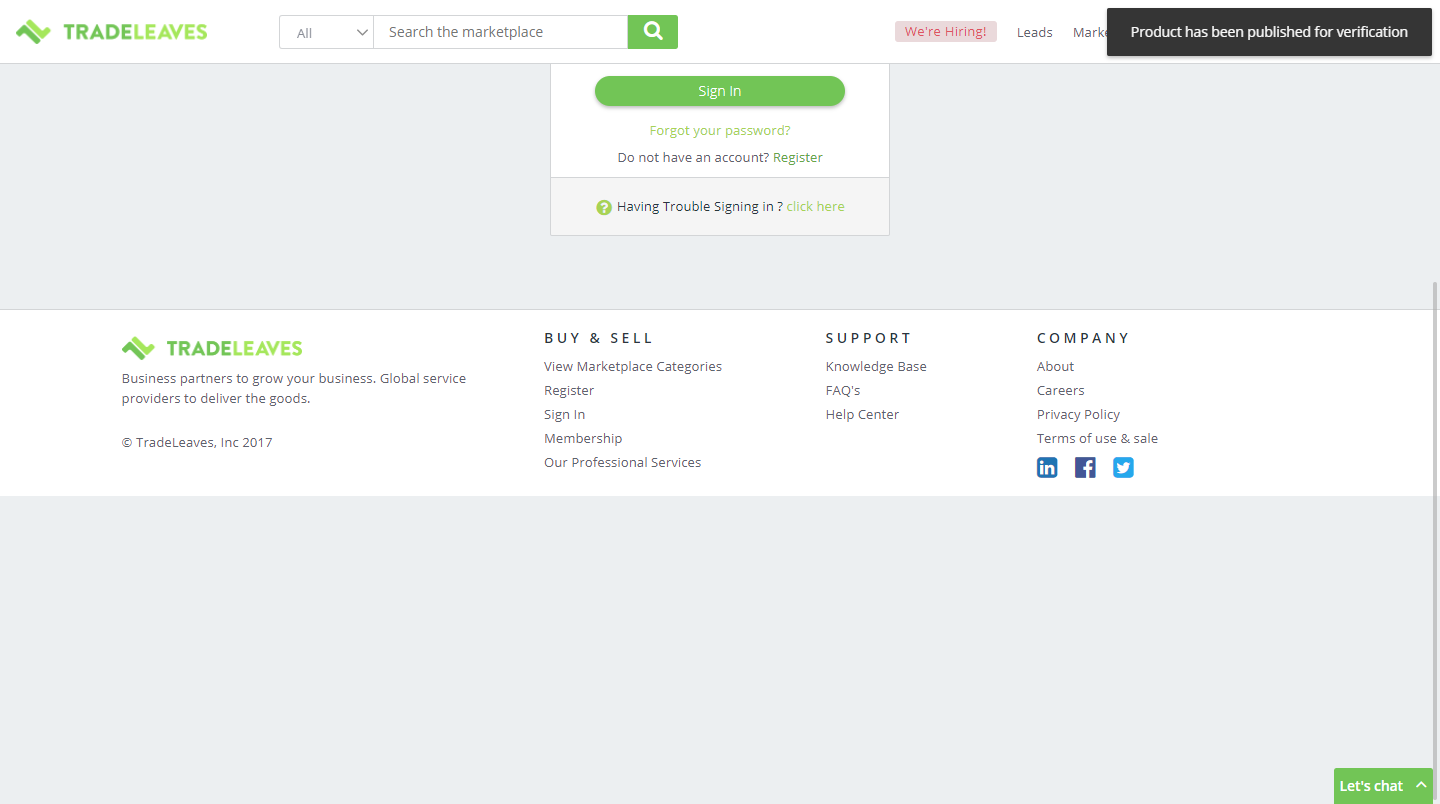 TRADELEAVES
All
Search the marketplace
We're Hiring!
Leads
Product has been published for verification
Sign In
Forgot your password?
Do not have an account? Register
Having Trouble Signing in ? click here
TRADELEAVES
Business partners to grow your business. Global service
providers to deliver the goods.
© TradeLeaves, Inc 2017
BUY & SELL
View Marketplace Categories
Register
Sign In
Membership
Our Professional Services
SUPPORT
Knowledge Base
FAQ's
Help Center
COMPANY
About
Careers
Privacy Policy
Terms of use & sale
Let's chat